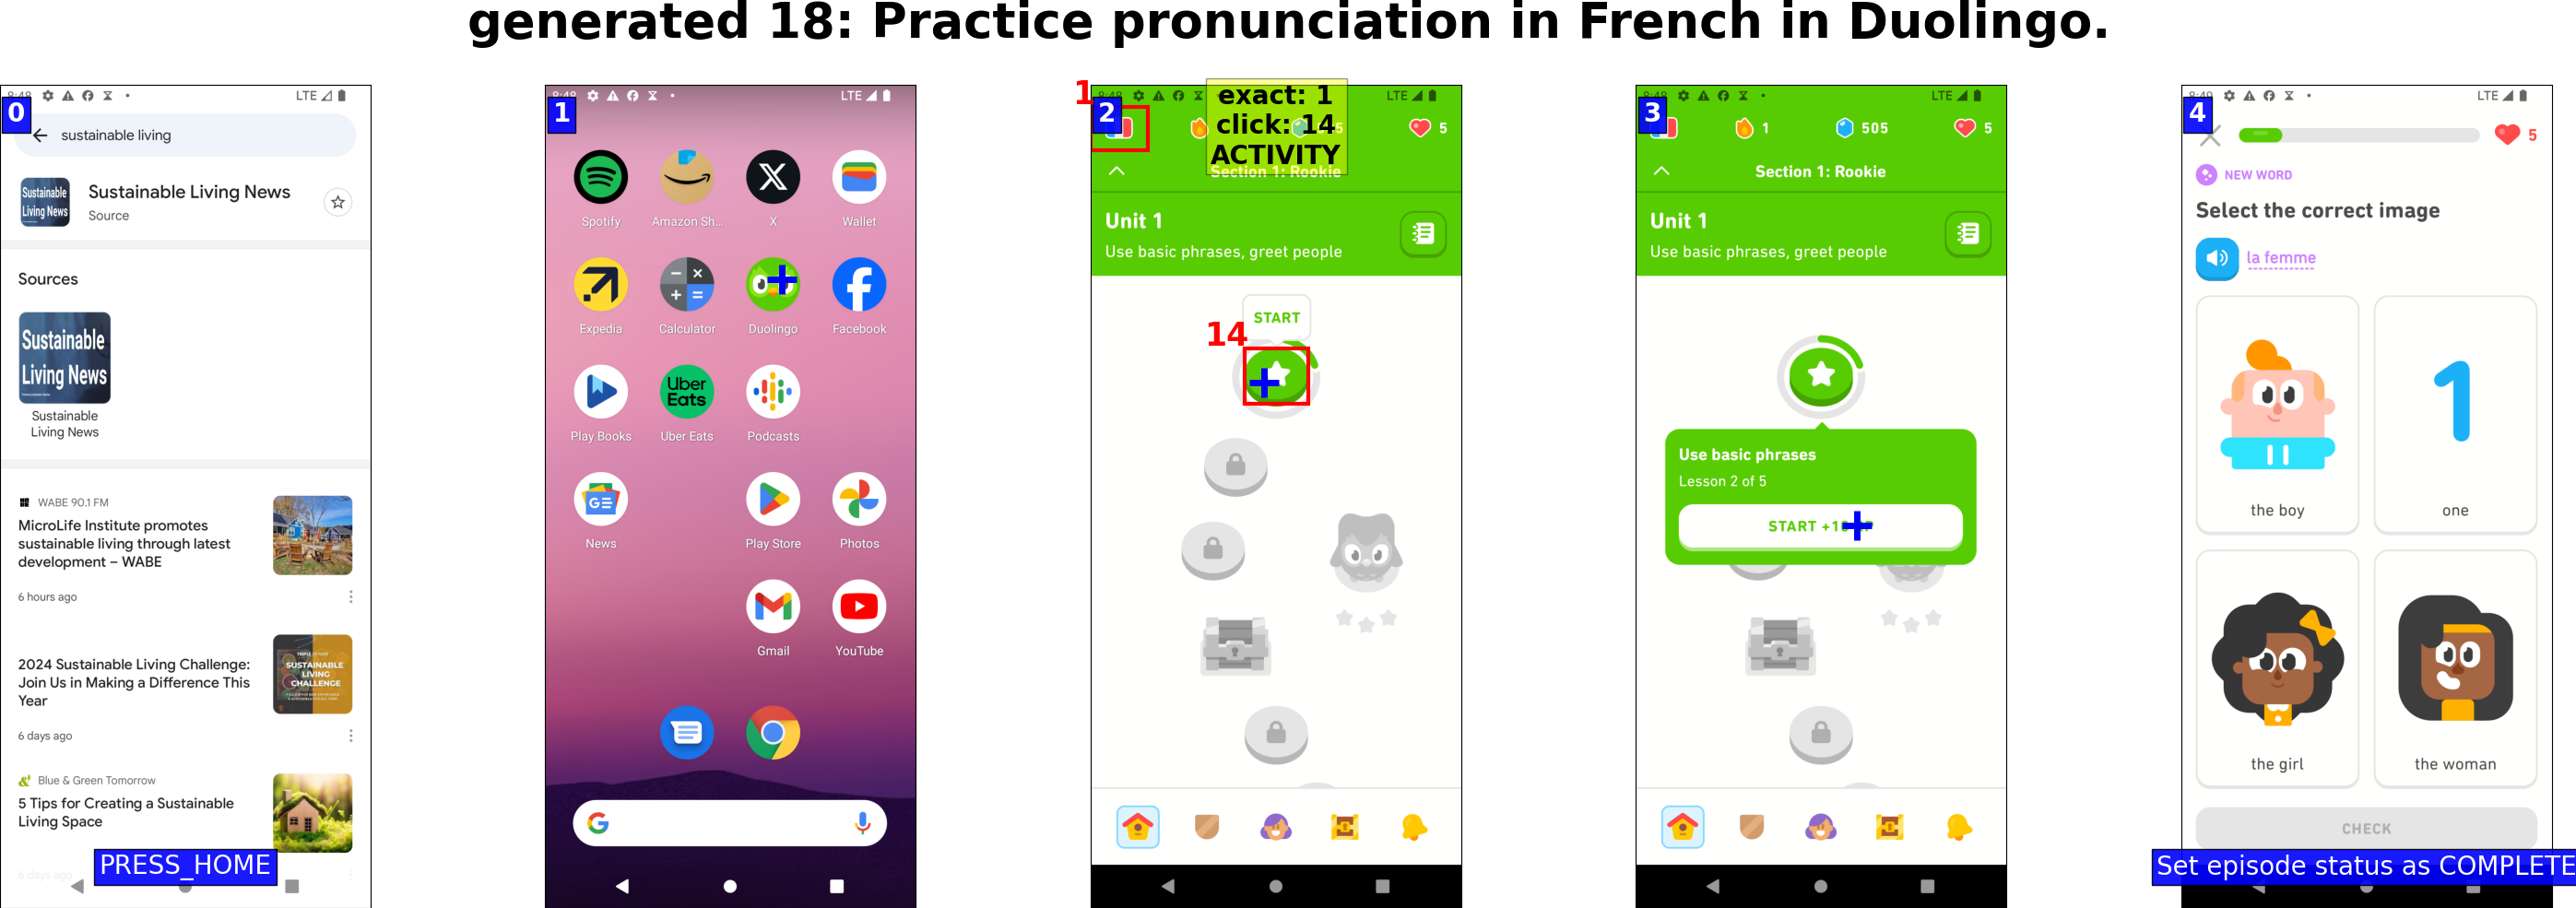 generated 18: Practice pronunciation in French in Duolingo.
0
LTE
sustainable living
Sustainable Living News
Source
Sources
Sustainable
Living News
Sustainable
Living News
WABE 90.1 FM
MicroLife Institute promotes
sustainable living through latest
development – WABE
6 hours ago
2024 Sustainable Living Challenge:
Join Us in Making a Difference This
Year
SUSTAINABLE
LIVING
CHALLENGE
6 days ago
Blue & Green Tomorrow
5 Tips for Creating a Sustainable
Living Space
6 days ago
PRESS_HOME
1
LTE
Spotify
Amazon Sh...
X
Wallet
Expedia
Calculator
Duolingo
Facebook
Uber
Eats
Play Books
Uber Eats
Podcasts
News
Play Store
Photos
Gmail
YouTube
1
2
exact: 1
click: 14
ACTIVITY
LTE
5
Section 1: Rookie
Unit 1
Use basic phrases, greet people
START
14
3
LTE
1
505
5
Section 1: Rookie
Unit 1
Use basic phrases, greet people
Use basic phrases
Lesson 2 of 5
START
4
LTE
5
NEW WORD
Select the correct image
la femme
1
the boy
one
the girl
the woman
CHECK
Set episode status as COMPLETE